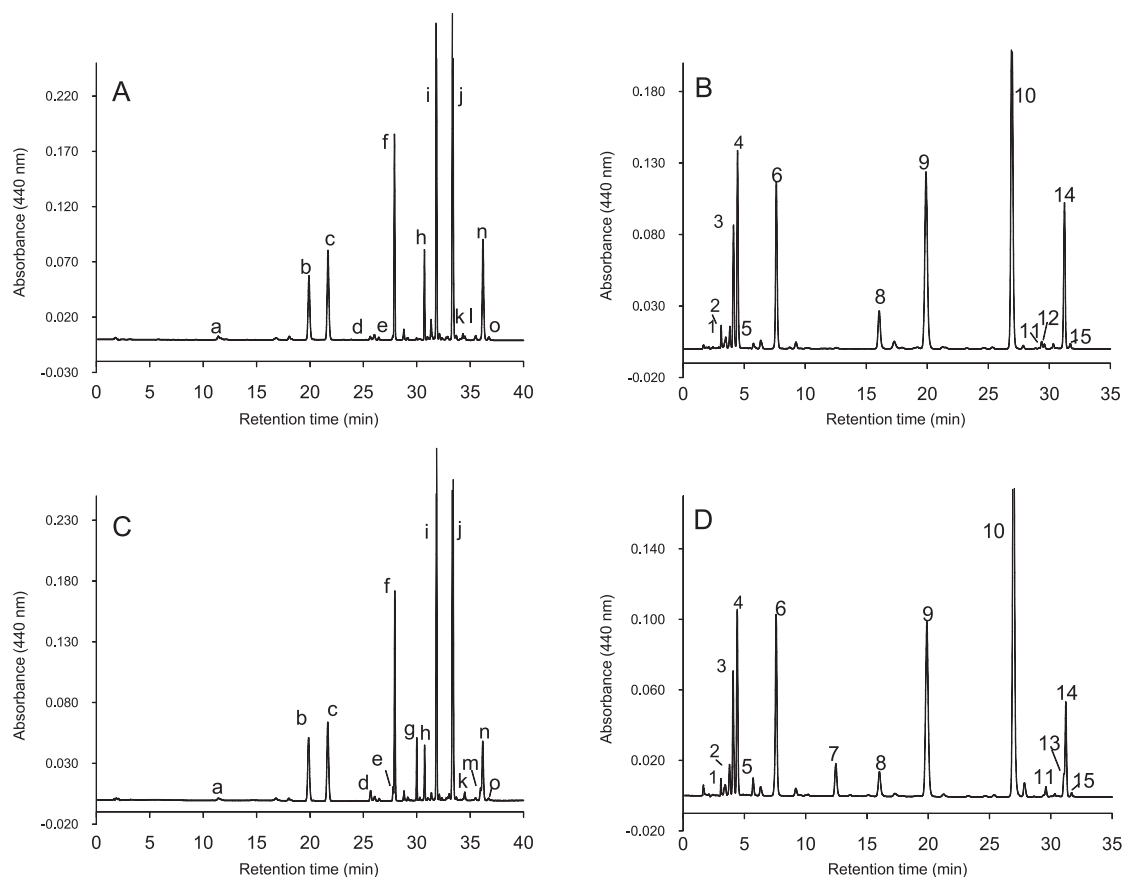 A
Absorbance (440 nm)
0.220
0.170
0.120
0.070
0.020
-0.030
a
b
c
d
e
f
h
i
j
k
l
n
o
0 5 10 15 20 25 30 35 40
Retention time (min)
B
Absorbance (440 nm)
0.180
0.130
0.080
0.030
-0.020
1
2
3
4
5
6
8
9
10
11
12
14
15
0 5 10 15 20 25 30 35
Retention time (min)
C
Absorbance (440 nm)
0.230
0.180
0.130
0.080
0.030
-0.020
a
b
c
d
e
f
g
h
i
j
k
m
n
o
0 5 10 15 20 25 30 35 40
Retention time (min)
D
Absorbance (440 nm)
0.140
0.100
0.060
0.020
-0.020
1
2
3
4
5
6
7
8
9
10
11
13
14
15
0 5 10 15 20 25 30 35
Retention time (min)